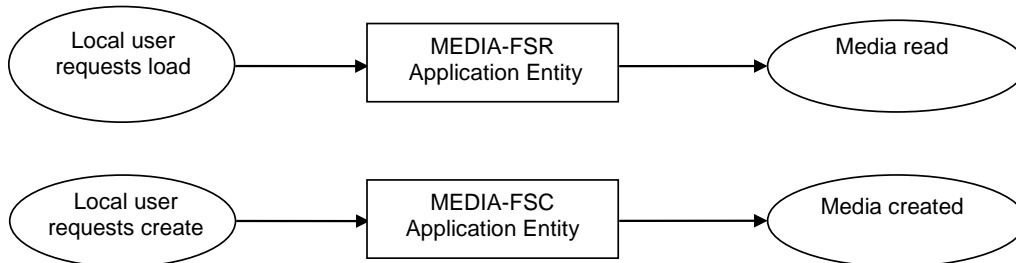 Local user
requests load
MEDIA-FSR
Application Entity
Media read
Local user
requests create
MEDIA-FSC
Application Entity
Media created